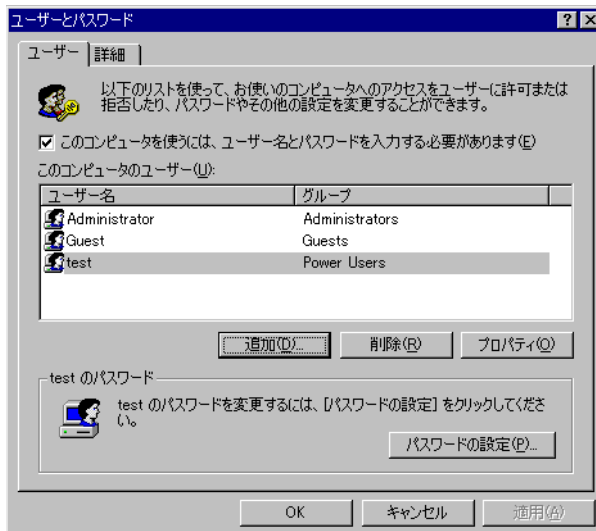 ユーザーとパスワード
ユーザー 詳細
以下のリストを使って、お使いのコンピュータへのアクセスをユーザーに許可または
拒否したり、パスワードやその他の設定を変更することができます。
このコンピュータを使うには、ユーザー名とパスワードを入力する必要があります(E)
このコンピュータのユーザー(U):
ユーザー名 グループ
Administrator Administrators
Guest Guests
test Power Users
追加(D)... 削除(R) プロパティ(O)
test のパスワード
test のパスワードを変更するには、[パスワードの設定] をクリックしてくださ
い。
パスワードの設定(P)...
OK キャンセル 適用(A)